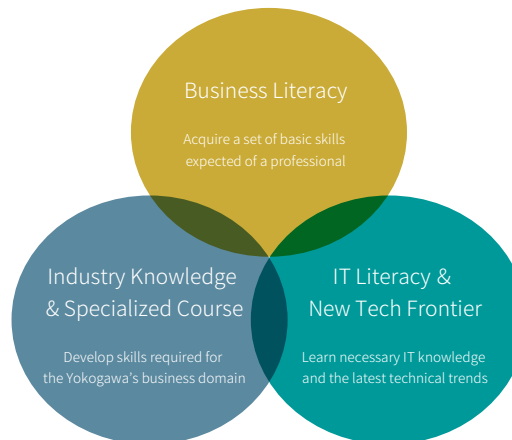 Business Literacy
Acquire a set of basic skills
expected of a professional
Industry Knowledge
& Specialized Course
Develop skills required for
the Yokogawa's business domain
IT Literacy &
New Tech Frontier
Learn necessary IT knowledge
and the latest technical trends